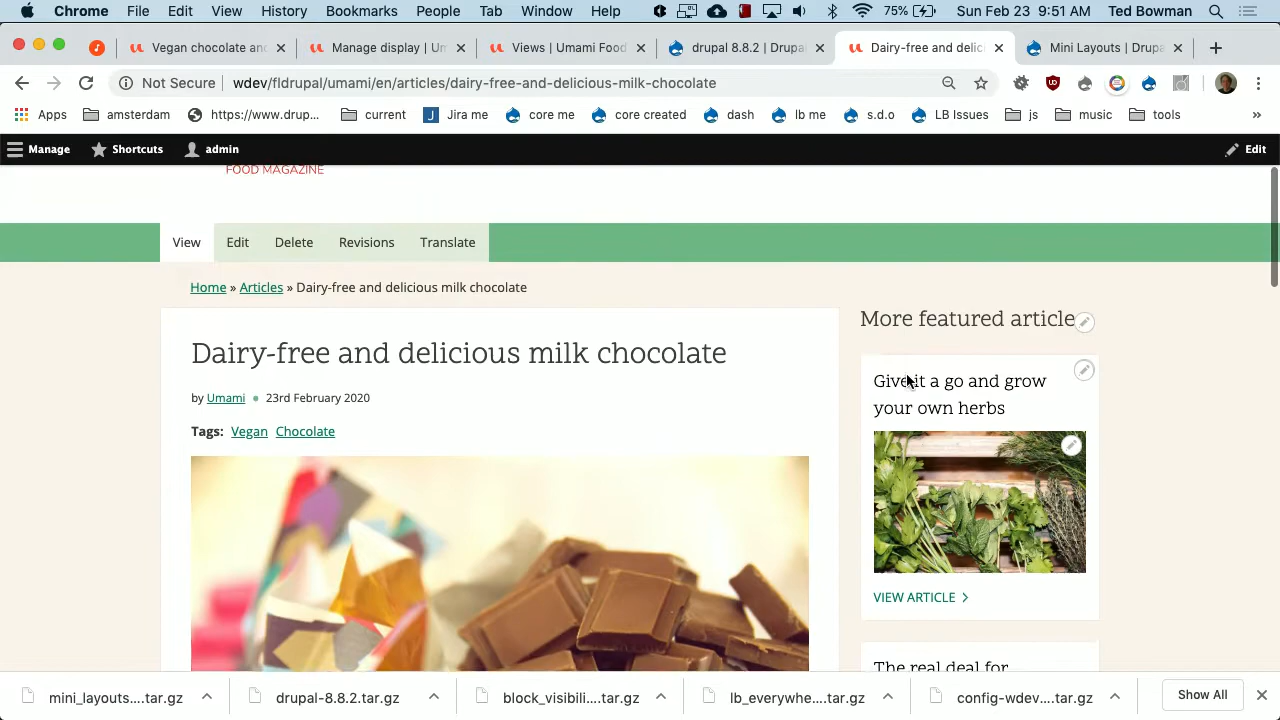 Chrome File Edit View History Bookmarks People Tab Window Help 75% Sun Feb 23 9:51 AM Ted Bowman
Vegan chocolate and Manage display | Um Views | Umami Food drupal 8.8.2 | Drupal Dairy-free and delic Mini Layouts | Drupa
Not Secure wdev/fldrupal/umami/en/articles/dairy-free-and-delicious-milk-chocolate
Apps amsterdam https://www.drup... current Jira me core me core created dash lb me s.d.o LB Issues js music tools »
Manage Shortcuts admin Edit
FOOD MAGAZINE
View Edit Delete Revisions Translate
Home » Articles » Dairy-free and delicious milk chocolate
More featured article
Dairy-free and delicious milk chocolate
by Umami 23rd February 2020
Tags: Vegan Chocolate
Give it a go and grow
your own herbs
VIEW ARTICLE >
The real deal for
mini_layouts....tar.gz drupal-8.8.2.tar.gz block_visibili....tar.gz lb_everywhe....tar.gz config-wdev....tar.gz Show All